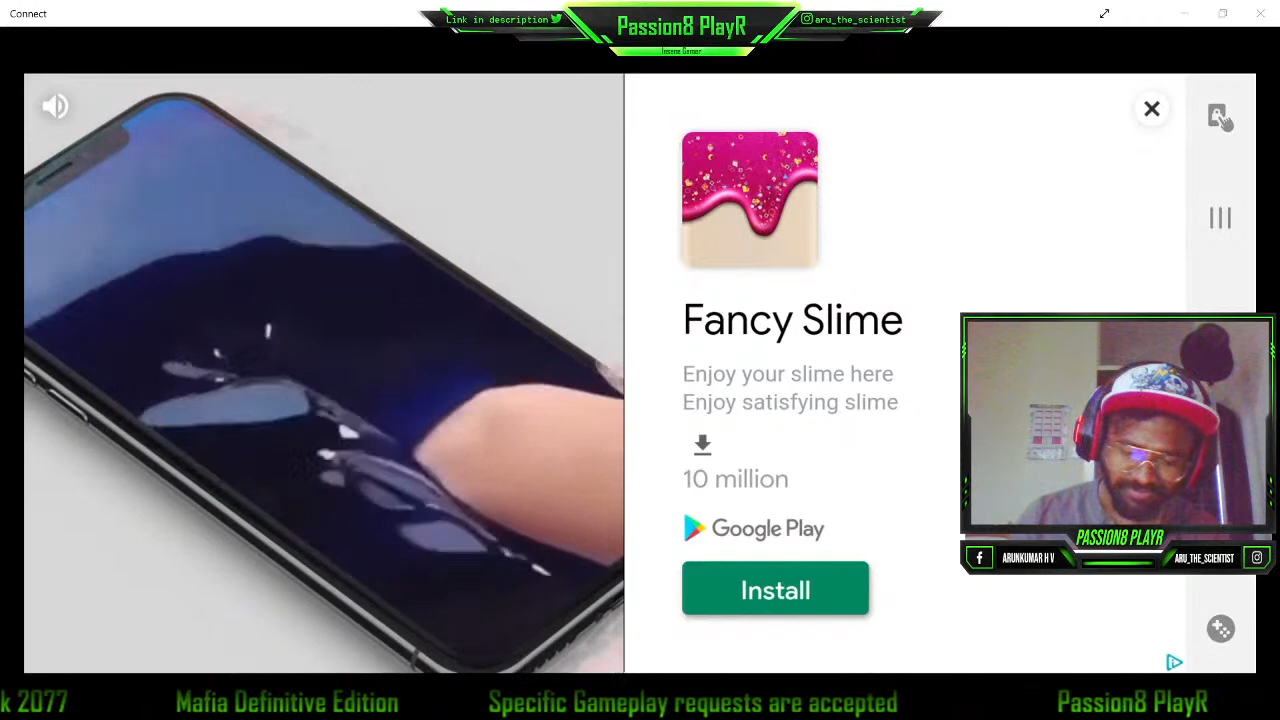 Connect
Link in description
Passion8 PlayR
aru_the_scientist
Insane Gamer
Fancy Slime
Enjoy your slime here
Enjoy satisfying slime
10 million
Google Play
Install
PASSION8 PLAYR
ARUNKUMAR H V
ARU_THE_SCIENTIST
k 2077 Mafia Definitive Edition Specific Gameplay requests are accepted Passion8 PlayR